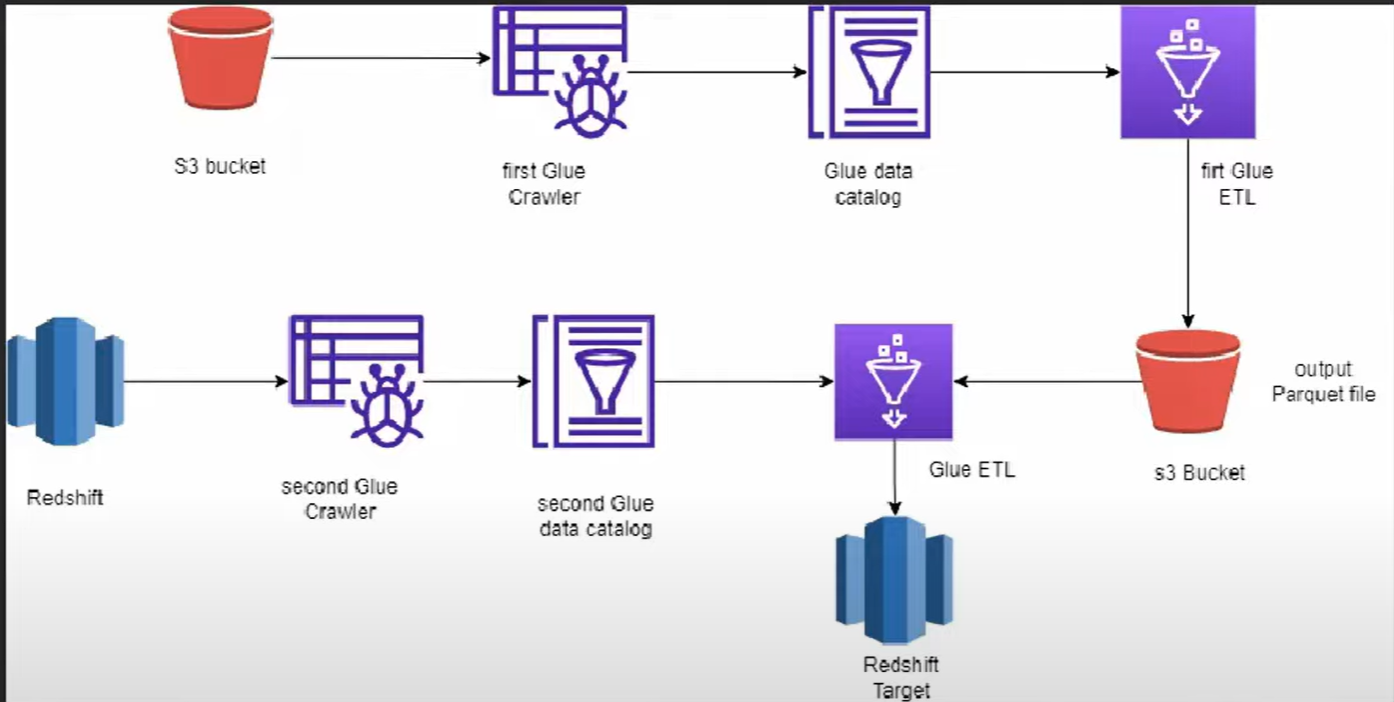 S3 bucket
first Glue
Crawler
Glue data
catalog
firt Glue
ETL
output
Parquet file
Redshift
second Glue
Crawler
second Glue
data catalog
Glue ETL
s3 Bucket
Redshift
Target